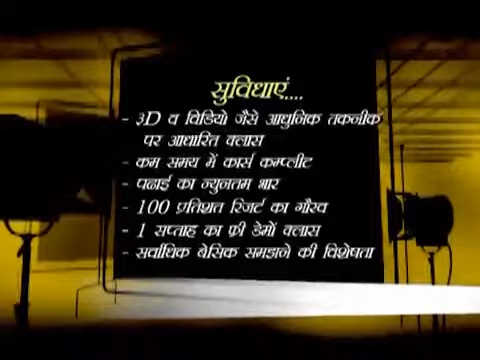 सुविधाएं....
- 3D व विडियो जैसे आधुनिक तकनीक
पर आधारित क्लास
- कम समय में कार्स कम्प्लीट
- पढाई का न्युनतम भार
- 100 प्रतिशत रिजर्ट का गौरव
- 1 सप्ताह का फ्री डेमों क्लास
- सर्वाधिक बेसिक समझाने की विशेषता